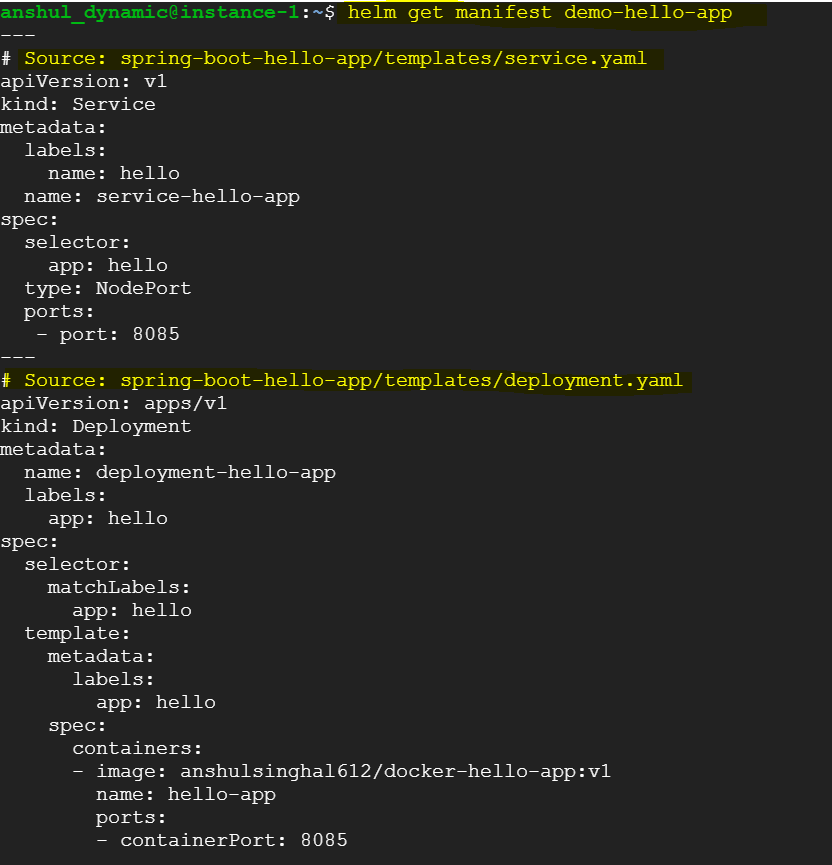 anshul_dynamic@instance-1:~$ helm get manifest demo-hello-app
---
# Source: spring-boot-hello-app/templates/service.yaml
apiVersion: v1
kind: Service
metadata:
  labels:
    name: hello
  name: service-hello-app
spec:
  selector:
    app: hello
  type: NodePort
  ports:
   - port: 8085
---
# Source: spring-boot-hello-app/templates/deployment.yaml
apiVersion: apps/v1
kind: Deployment
metadata:
  name: deployment-hello-app
  labels:
    app: hello
spec:
  selector:
    matchLabels:
      app: hello
  template:
    metadata:
      labels:
        app: hello
    spec:
      containers:
      - image: anshulsinghal612/docker-hello-app:v1
        name: hello-app
        ports:
        - containerPort: 8085